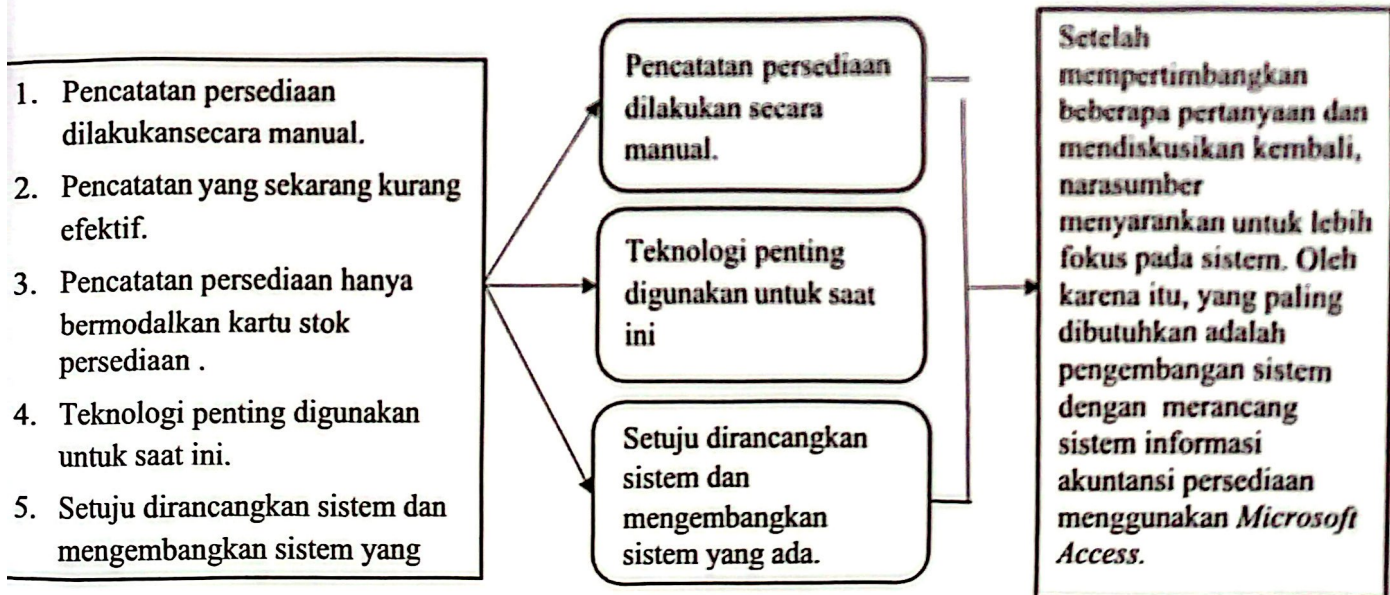 1. Pencatatan persediaan
dilakukansecara manual.
2. Pencatatan yang sekarang kurang
efektif.
3. Pencatatan persediaan hanya
bermodalkan kartu stok
persediaan .
4. Teknologi penting digunakan
untuk saat ini.
5. Setuju dirancangkan sistem dan
mengembangkan sistem yang
Pencatatan persediaan
dilakukan secara
manual.
Teknologi penting
digunakan untuk saat
ini
Setuju dirancangkan
sistem dan
mengembangkan
sistem yang ada.
Setelah
mempertimbangkan
beberapa pertanyaan dan
mendiskusikan kembali,
narasumber
menyarankan untuk lebih
fokus pada sistem. Oleh
karena itu, yang paling
dibutuhkan adalah
pengembangan sistem
dengan merancang
sistem informasi
akuntansi persediaan
menggunakan Microsoft
Access.